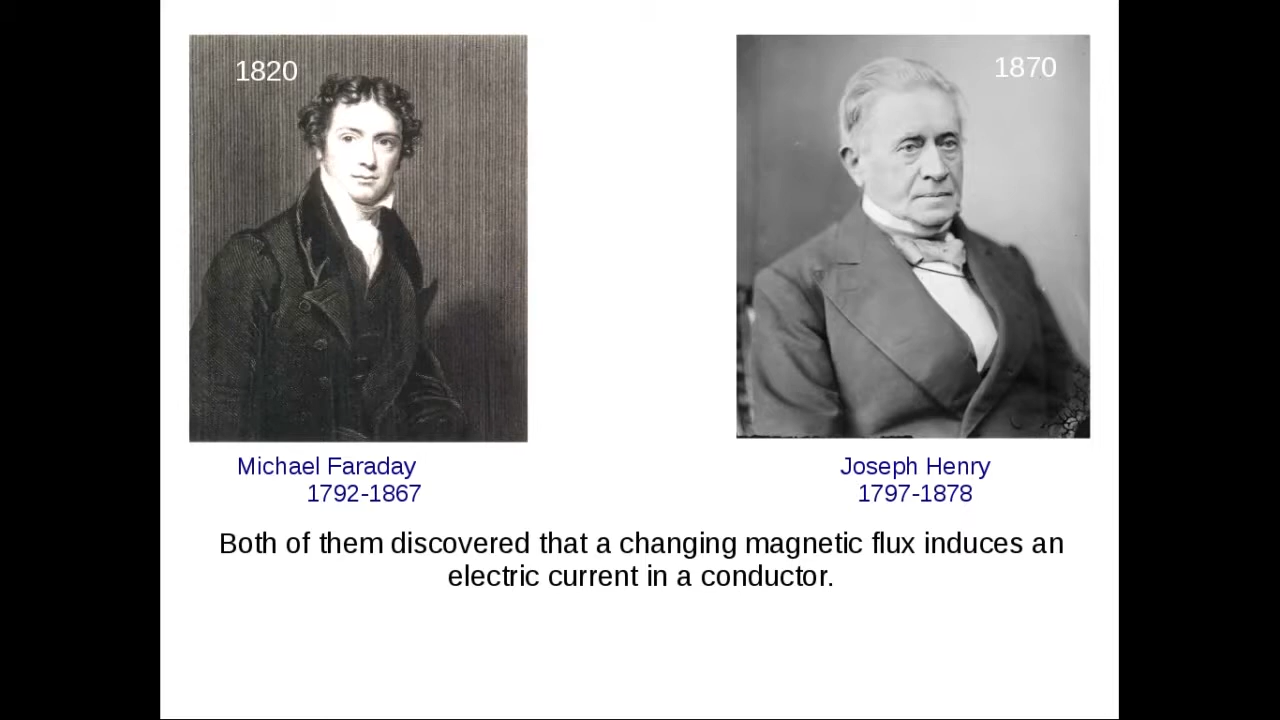 1820
1870
Michael Faraday
1792-1867
Joseph Henry
1797-1878
Both of them discovered that a changing magnetic flux induces an
electric current in a conductor.